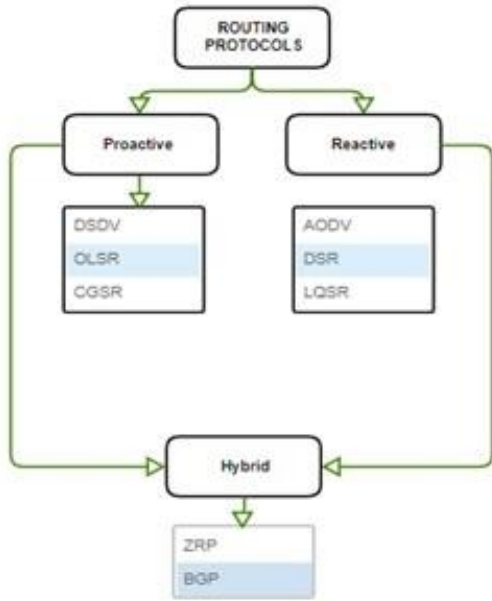 ROUTING
PROTOCOLS
Proactive
Reactive
DSDV
OLSR
CGSR
AODV
DSR
LQSR
Hybrid
ZRP
BGP